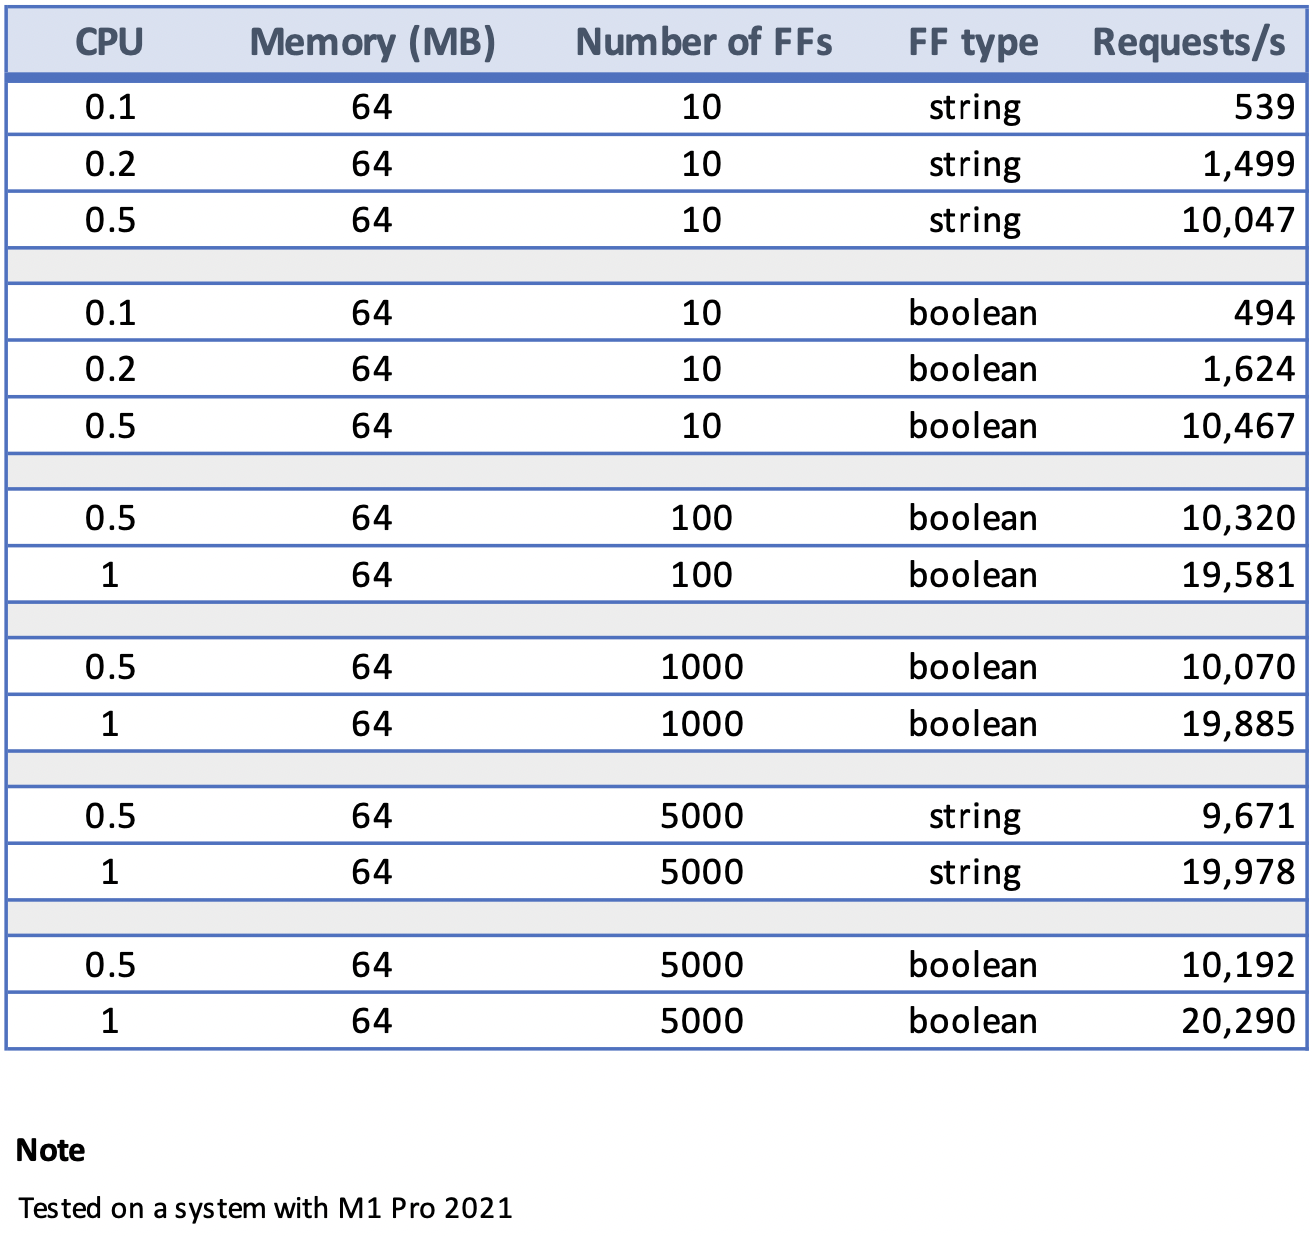 CPU Memory (MB) Number of FFs FF type Requests/s
0.1 64 10 string 539
0.2 64 10 string 1,499
0.5 64 10 string 10,047
0.1 64 10 boolean 494
0.2 64 10 boolean 1,624
0.5 64 10 boolean 10,467
0.5 64 100 boolean 10,320
1 64 100 boolean 19,581
0.5 64 1000 boolean 10,070
1 64 1000 boolean 19,885
0.5 64 5000 string 9,671
1 64 5000 string 19,978
0.5 64 5000 boolean 10,192
1 64 5000 boolean 20,290
Note
Tested on a system with M1 Pro 2021